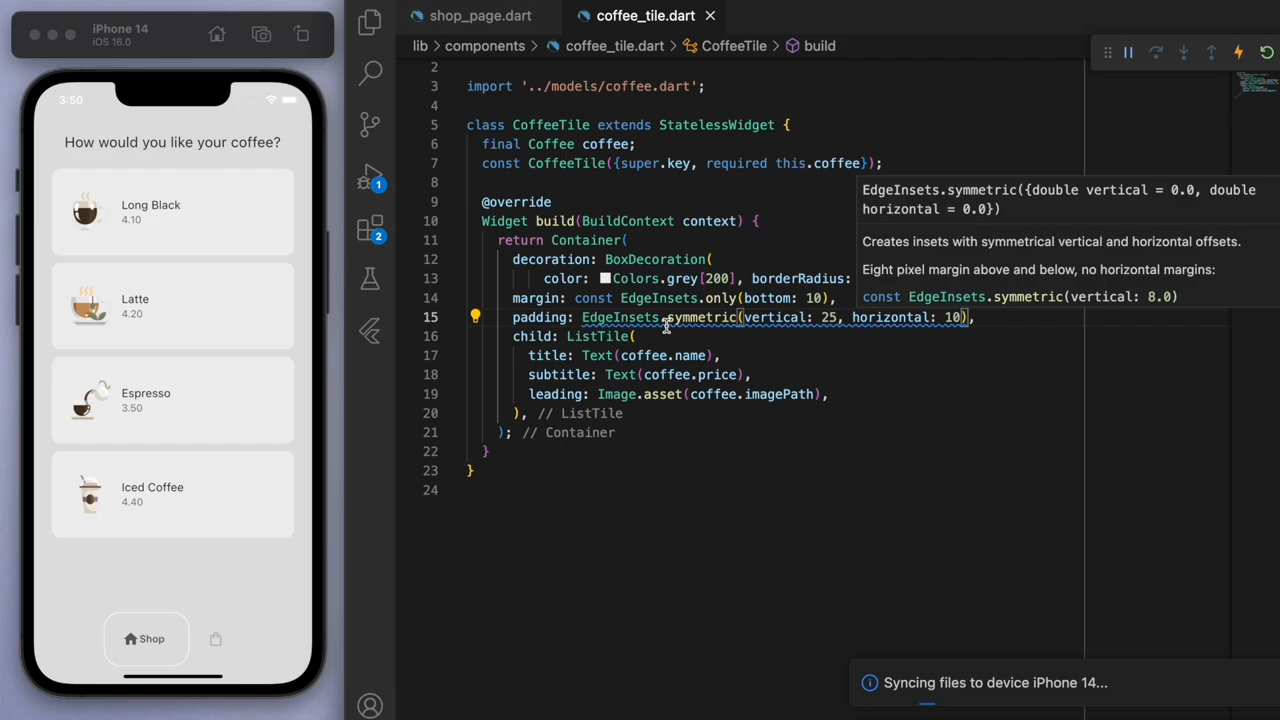 iPhone 14
iOS 16.0
3:50
How would you like your coffee?
Long Black
4.10
Latte
4.20
Espresso
3.50
Iced Coffee
4.40
Shop
1
2
shop_page.dart
coffee_tile.dart
lib > components > coffee_tile.dart > CoffeeTile > build
2
3 import '../models/coffee.dart';
4
5 class CoffeeTile extends StatelessWidget {
6 final Coffee coffee;
7 const CoffeeTile({super.key, required this.coffee});
8
9 @override
10 Widget build(BuildContext context) {
11 return Container(
12 decoration: BoxDecoration(
13 color: Colors.grey[200], borderRadius:
14 margin: const EdgeInsets.only(bottom: 10),
15 padding: EdgeInsets.symmetric(vertical: 25, horizontal: 10),
16 child: ListTile(
17 title: Text(coffee.name),
18 subtitle: Text(coffee.price),
19 leading: Image.asset(coffee.imagePath),
20 ), // ListTile
21 ); // Container
22 }
23 }
24
EdgeInsets.symmetric({double vertical = 0.0, double
horizontal = 0.0})
Creates insets with symmetrical vertical and horizontal offsets.
Eight pixel margin above and below, no horizontal margins:
const EdgeInsets.symmetric(vertical: 8.0)
Syncing files to device iPhone 14...